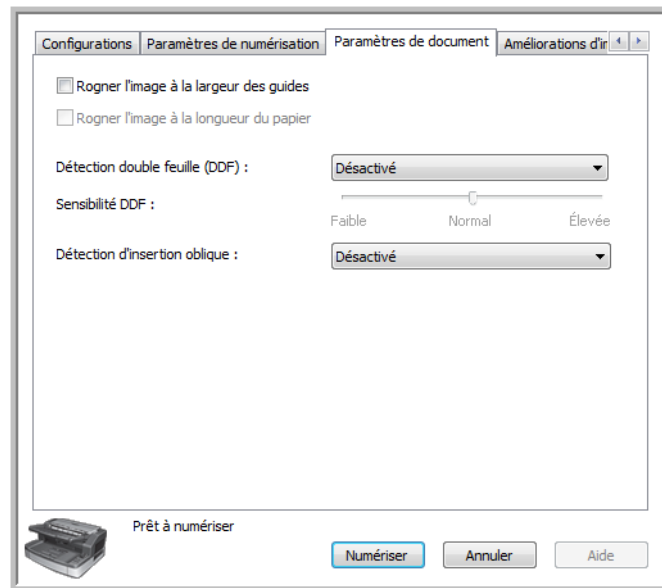 Configurations Paramètres de numérisation Paramètres de document Améliorations d'ir
Rogner l'image à la largeur des guides
Rogner l'image à la longueur du papier
Détection double feuille (DDF) : Désactivé
Sensibilité DDF :
Faible Normal Élevée
Détection d'insertion oblique : Désactivé
Prêt à numériser
Numériser Annuler Aide